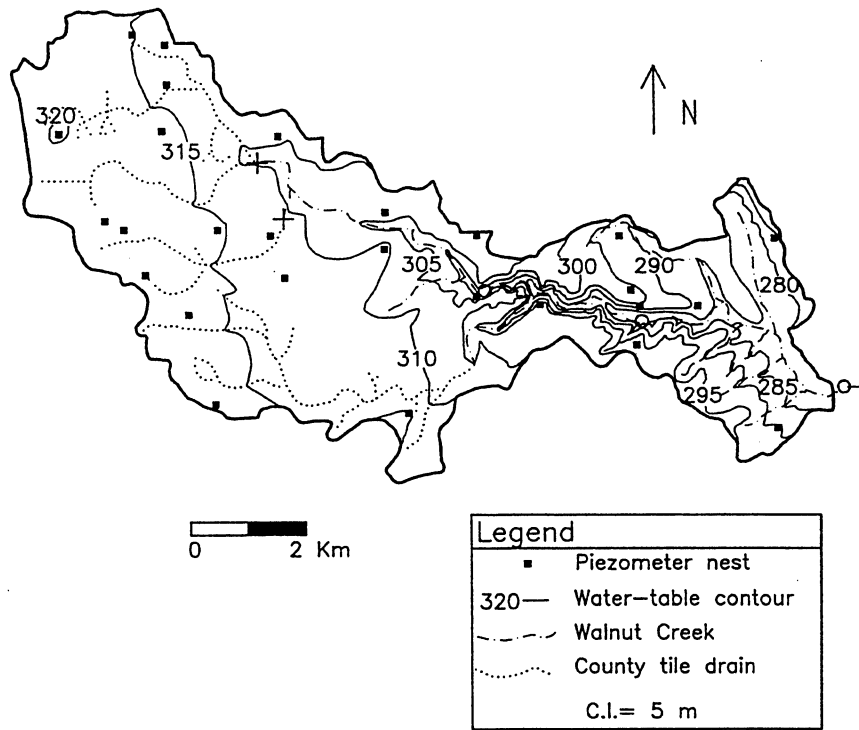 320
315
N
305
300
290
280
310
295
285
0 2 Km
Legend
Piezometer nest
320— Water-table contour
Walnut Creek
County tile drain
C.I.= 5 m